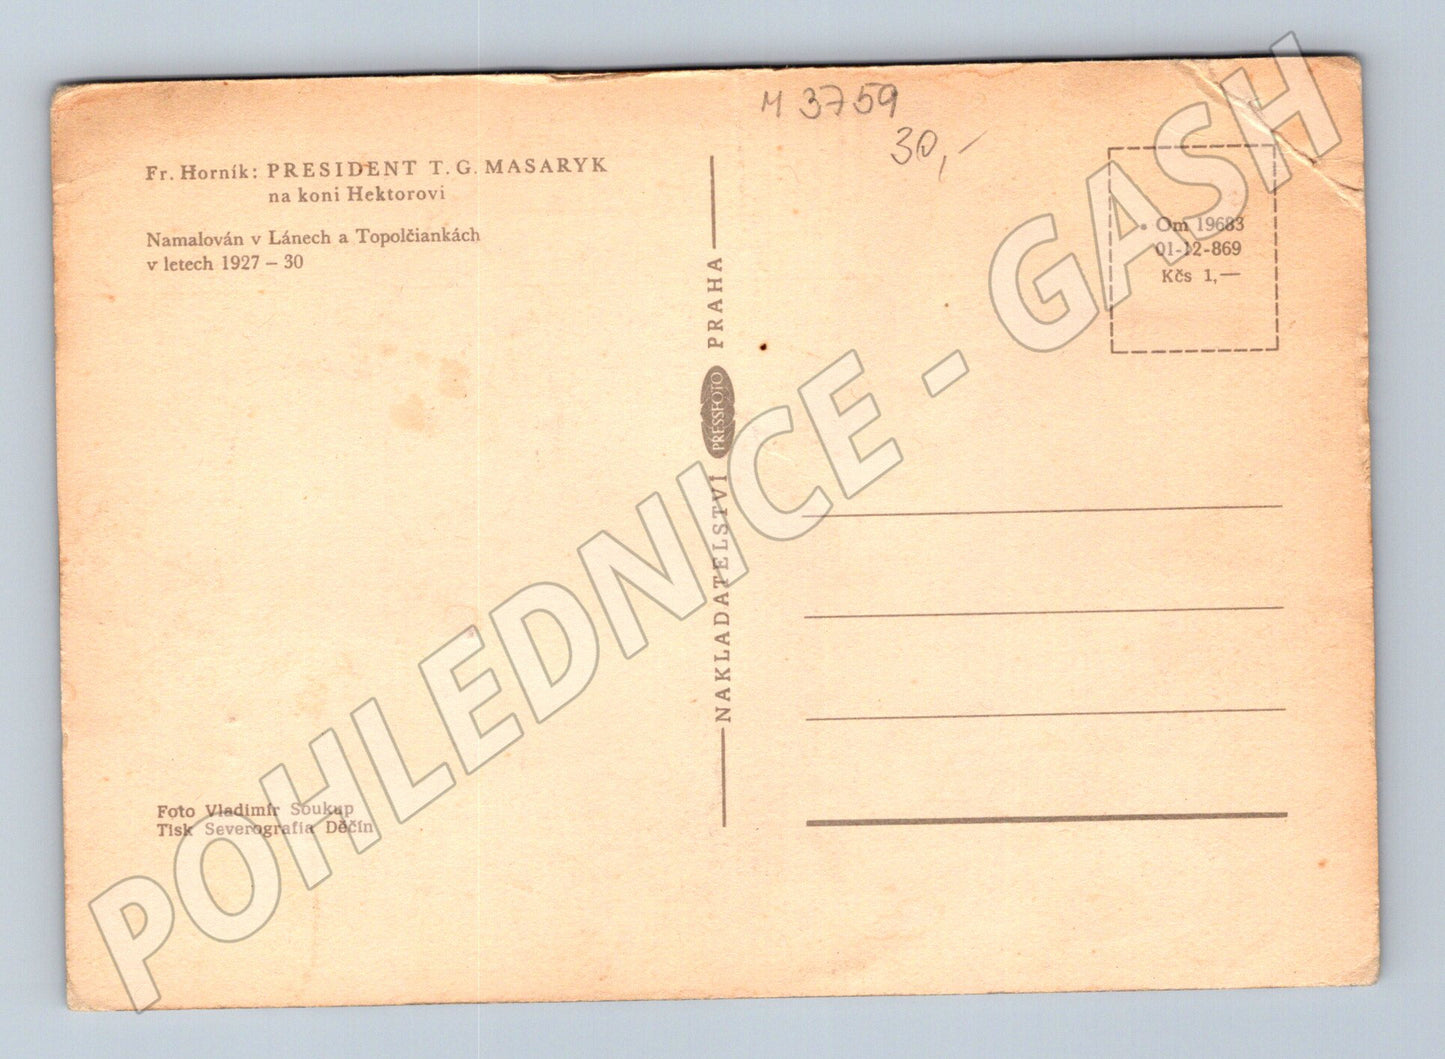 M 3759
30,-
Fr. Horník: PRESIDENT T. G. MASARYK
na koni Hektorovi
Namalován v Lánech a Topolčiankách
v letech 1927 – 30
Foto Vladimír Soukup
Tisk Severografia Děčín
NAKLADATELSTVÍ PRESSFOTO PRAHA
Om 19683
01-12-869
Kčs 1,—
POHLEDNICE - GASH